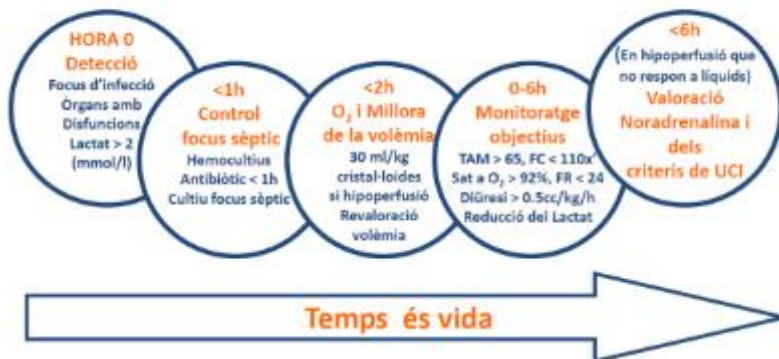 HORA 0
Detecció
Focus d'infecció
Òrgans amb
Disfuncions
Lactat > 2
(mmol/l)
<1h
Control
focus sèptic
Hemocultius
Antibiòtic < 1h
Cultiu focus sèptic
<2h
O₂ i Millora
de la volèmia
30 ml/kg
cristal·loides
si hipoperfusió
Revaloració
volèmia
0-6h
Monitoratge
objectius
TAM > 65, FC < 110x'
Sat a O₂ > 92%, FR < 24
Diüresi > 0.5cc/kg/h
Reducció del Lactat
<6h
(En hipoperfusió que
no respon a líquids)
Valoració
Noradrenalina i
dels
criteris de UCI
Temps és vida